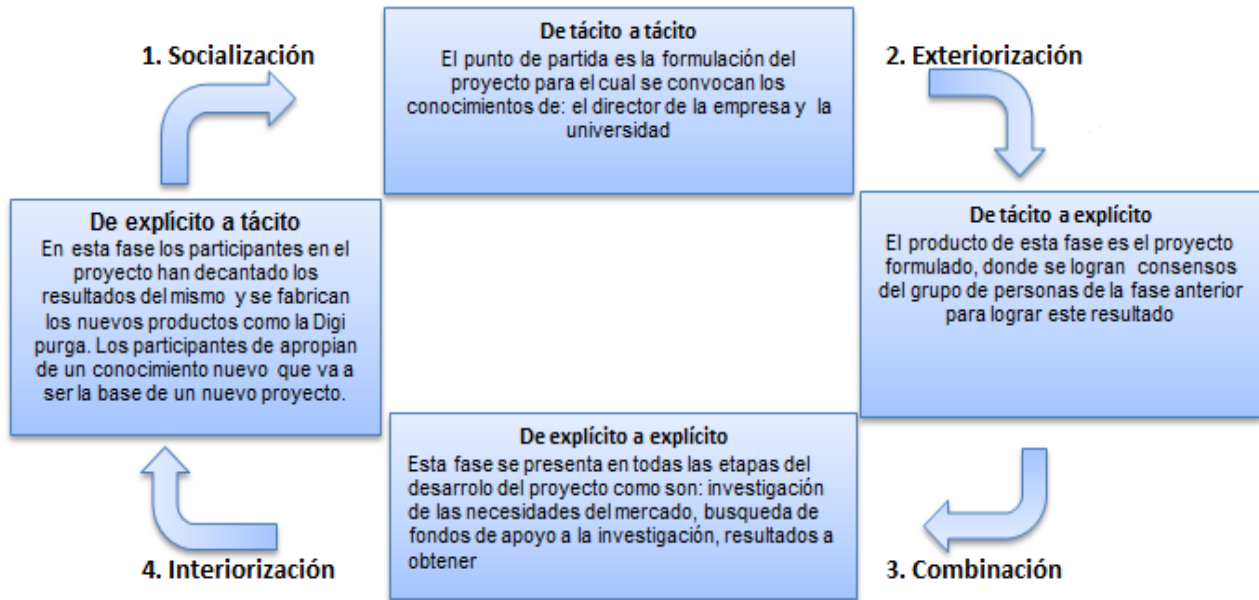 1. Socialización
De tácito a tácito
El punto de partida es la formulación del
proyecto para el cual se convocan los
conocimientos de: el director de la empresa y la
universidad
2. Exteriorización
De explícito a tácito
En esta fase los participantes en el
proyecto han decantado los
resultados del mismo y se fabrican
los nuevos productos como la Digi
purga. Los participantes de apropian
de un conocimiento nuevo que va a
ser la base de un nuevo proyecto.
De tácito a explícito
El producto de esta fase es el proyecto
formulado, donde se logran consensos
del grupo de personas de la fase anterior
para lograr este resultado
De explícito a explícito
Esta fase se presenta en todas las etapas del
desarrolo del proyecto como son: investigación
de las necesidades del mercado, busqueda de
fondos de apoyo a la investigación, resultados a
obtener
4. Interiorización
3. Combinación